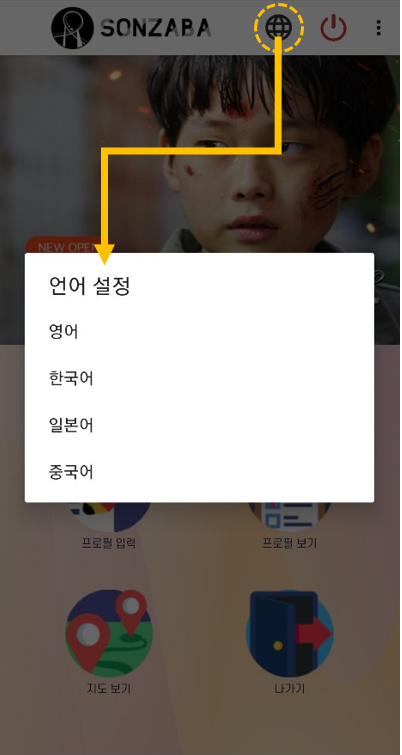 SONZABA
NEW OPEN
언어 설정
영어
한국어
일본어
중국어
프로필 입력
프로필 보기
지도 보기
나가기